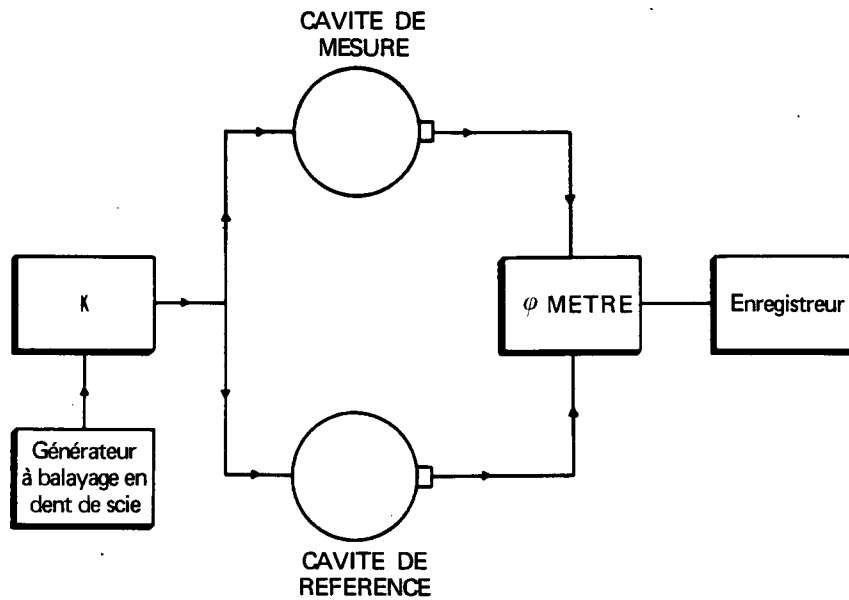 CAVITE DE
MESURE
K
φ METRE
Enregistreur
Générateur
à balayage en
dent de scie
CAVITE DE
REFERENCE